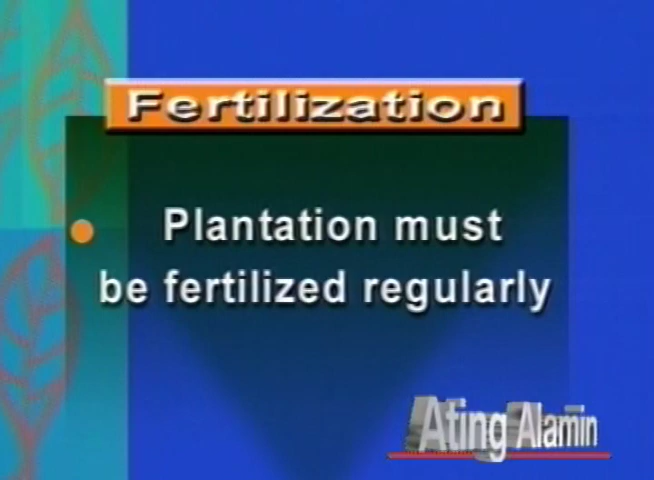 Fertilization
Plantation must
be fertilized regularly
Ating Alamin